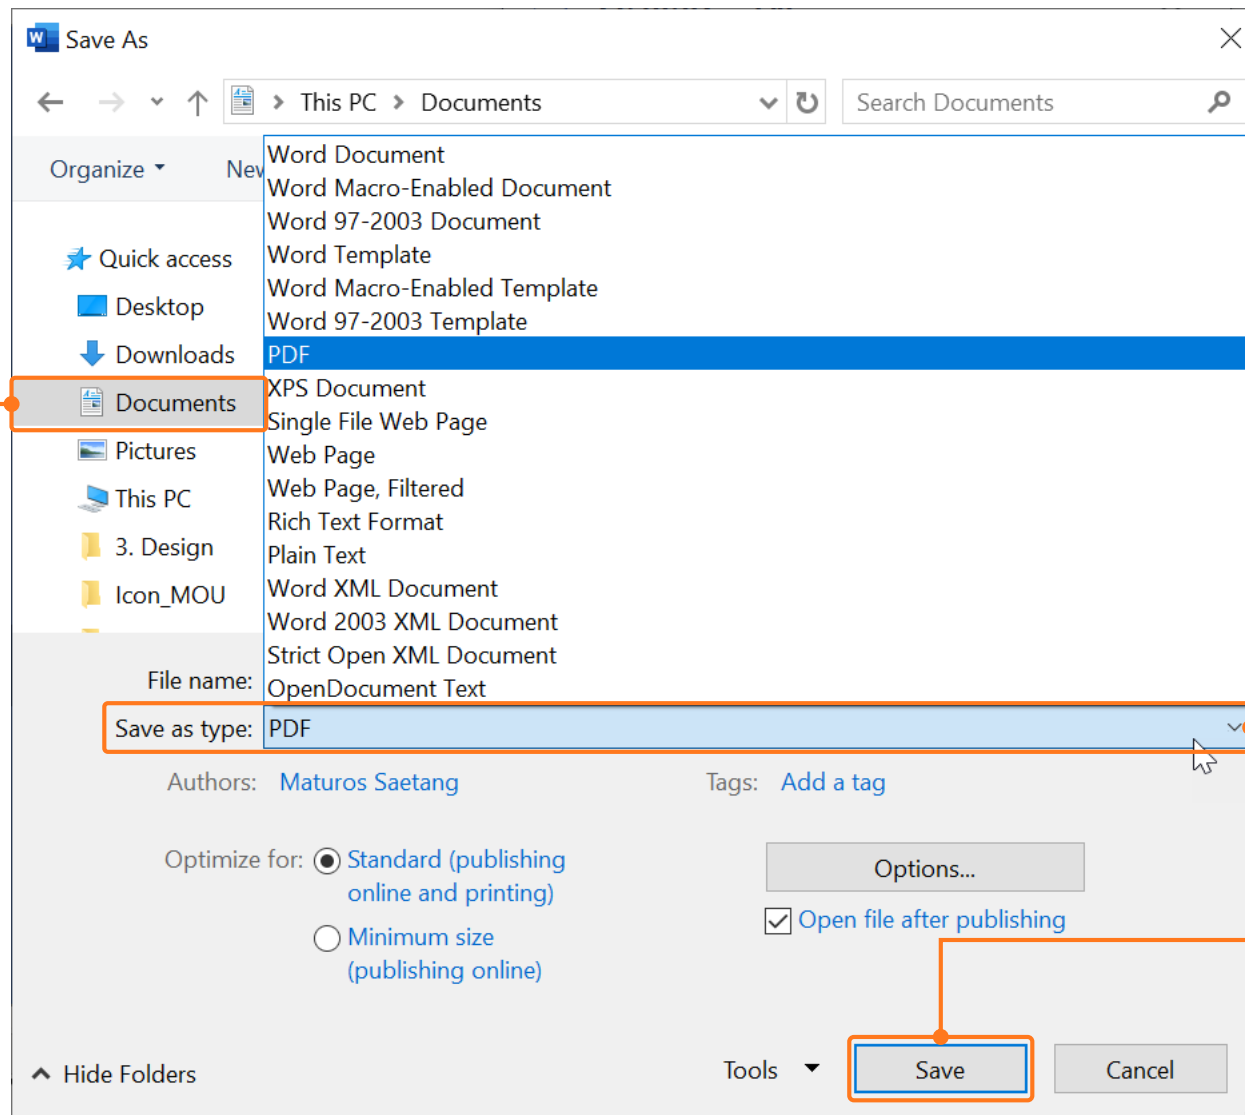 Save As
This PC > Documents
Search Documents
Organize
New
Word Document
Word Macro-Enabled Document
Word 97-2003 Document
Word Template
Word Macro-Enabled Template
Word 97-2003 Template
PDF
XPS Document
Single File Web Page
Web Page
Web Page, Filtered
Rich Text Format
Plain Text
Word XML Document
Word 2003 XML Document
Strict Open XML Document
OpenDocument Text
Quick access
Desktop
Downloads
Documents
Pictures
This PC
3. Design
Icon_MOU
File name:
Save as type: PDF
Authors: Maturos Saetang
Tags: Add a tag
Optimize for: Standard (publishing
online and printing)
Minimum size
(publishing online)
Options...
Open file after publishing
Hide Folders
Tools
Save
Cancel